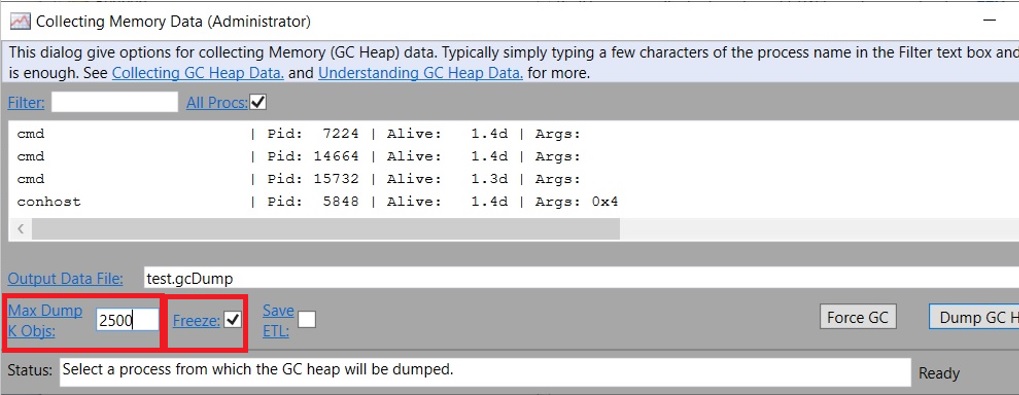 Collecting Memory Data (Administrator)
This dialog give options for collecting Memory (GC Heap) data. Typically simply typing a few characters of the process name in the Filter text box and
is enough. See Collecting GC Heap Data. and Understanding GC Heap Data. for more.
Filter: All Procs:
cmd | Pid: 7224 | Alive: 1.4d | Args:
cmd | Pid: 14664 | Alive: 1.4d | Args:
cmd | Pid: 15732 | Alive: 1.3d | Args:
conhost | Pid: 5848 | Alive: 1.4d | Args: 0x4
Output Data File: test.gcDump
Max Dump
K Objs: 2500 Freeze: Save
ETL: Force GC Dump GC H
Status: Select a process from which the GC heap will be dumped. Ready